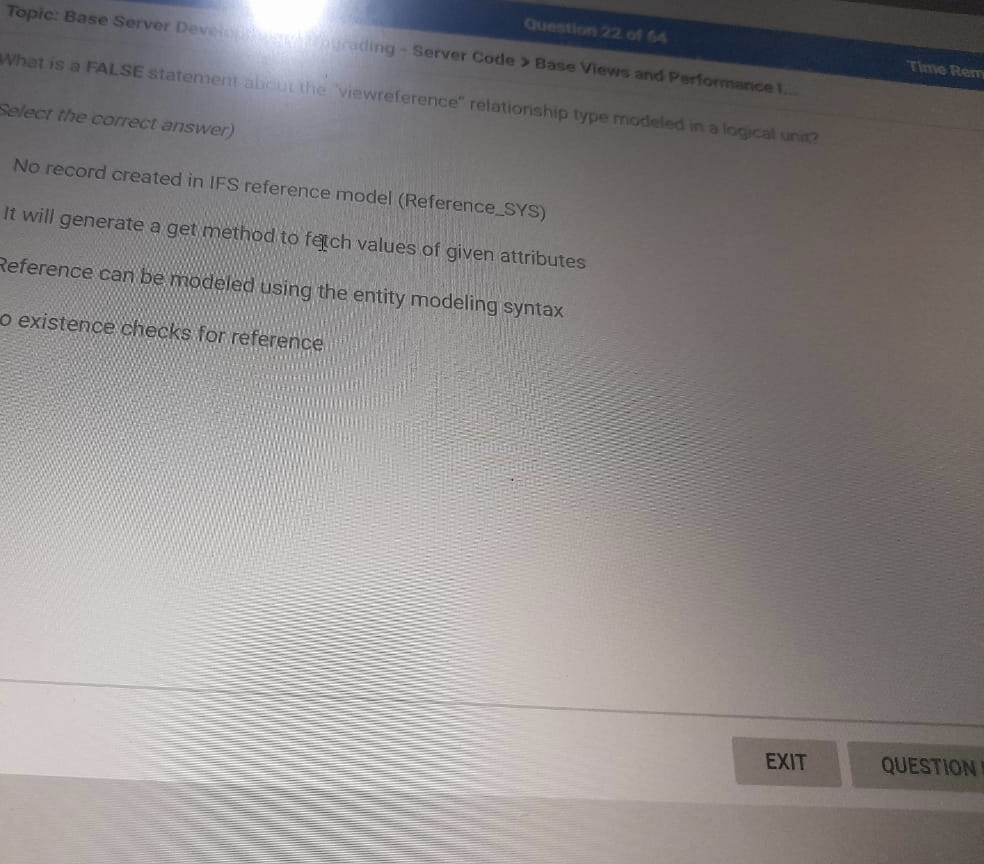 Question 22 of 64
Time Rem
Topic: Base Server Develop grading - Server Code > Base Views and Performance I...
What is a FALSE statement about the "viewreference" relationship type modeled in a logical unit?
Select the correct answer)
No record created in IFS reference model (Reference_SYS)
It will generate a get method to fetch values of given attributes
Reference can be modeled using the entity modeling syntax
o existence checks for reference
EXIT
QUESTION